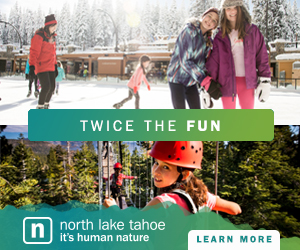 TWICE THE FUN
n north lake tahoe
it's human nature
LEARN MORE